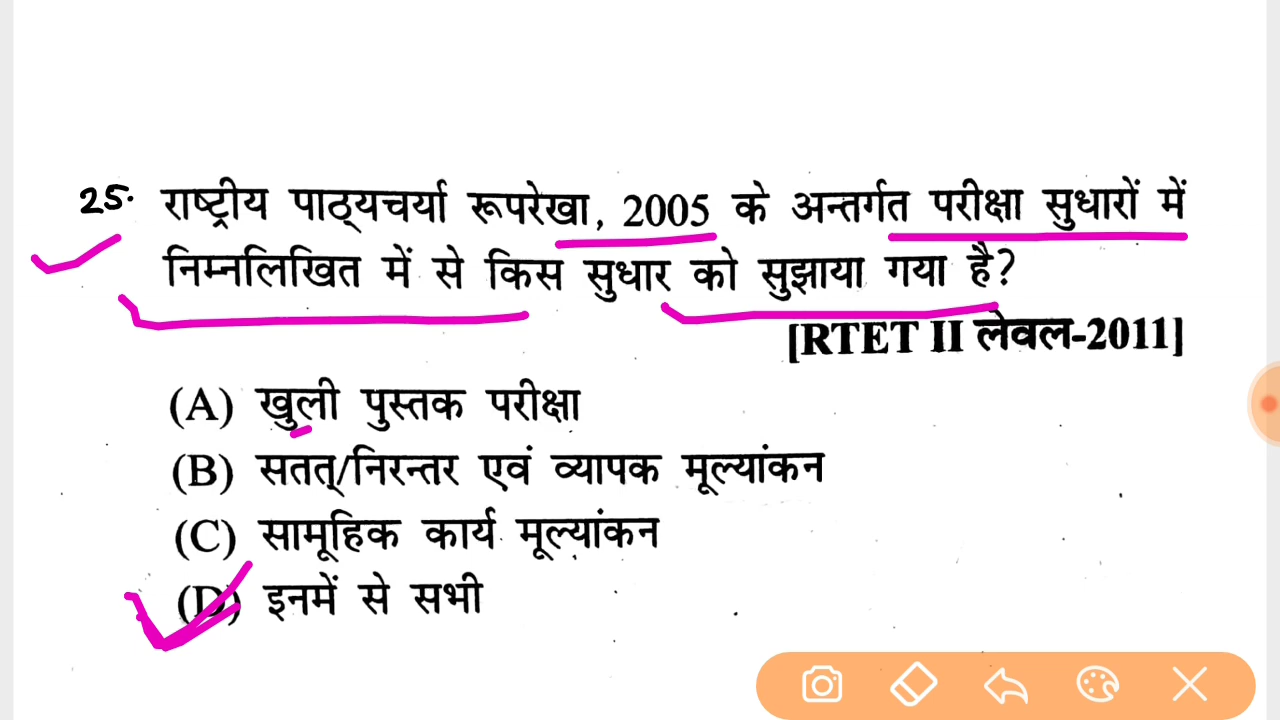 25. राष्ट्रीय पाठ्यचर्या रूपरेखा, 2005 के अन्तर्गत परीक्षा सुधारों में
निम्नलिखित में से किस सुधार को सुझाया गया है?
[RTET II लेवल-2011]
(A) खुली पुस्तक परीक्षा
(B) सतत्/निरन्तर एवं व्यापक मूल्यांकन
(C) सामूहिक कार्य मूल्यांकन
(D) इनमें से सभी